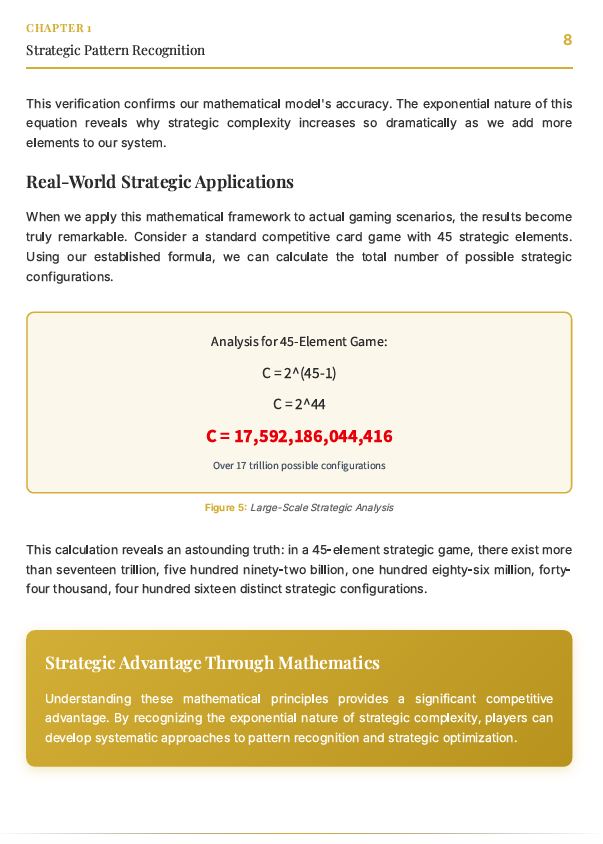 CHAPTER 1
Strategic Pattern Recognition
8
This verification confirms our mathematical model's accuracy. The exponential nature of this
equation reveals why strategic complexity increases so dramatically as we add more
elements to our system.
Real-World Strategic Applications
When we apply this mathematical framework to actual gaming scenarios, the results become
truly remarkable. Consider a standard competitive card game with 45 strategic elements.
Using our established formula, we can calculate the total number of possible strategic
configurations.
Analysis for 45-Element Game:
C = 2^(45-1)
C = 2^44
C = 17,592,186,044,416
Over 17 trillion possible configurations
Figure 5: Large-Scale Strategic Analysis
This calculation reveals an astounding truth: in a 45-element strategic game, there exist more
than seventeen trillion, five hundred ninety-two billion, one hundred eighty-six million, forty-
four thousand, four hundred sixteen distinct strategic configurations.
Strategic Advantage Through Mathematics
Understanding these mathematical principles provides a significant competitive
advantage. By recognizing the exponential nature of strategic complexity, players can
develop systematic approaches to pattern recognition and strategic optimization.